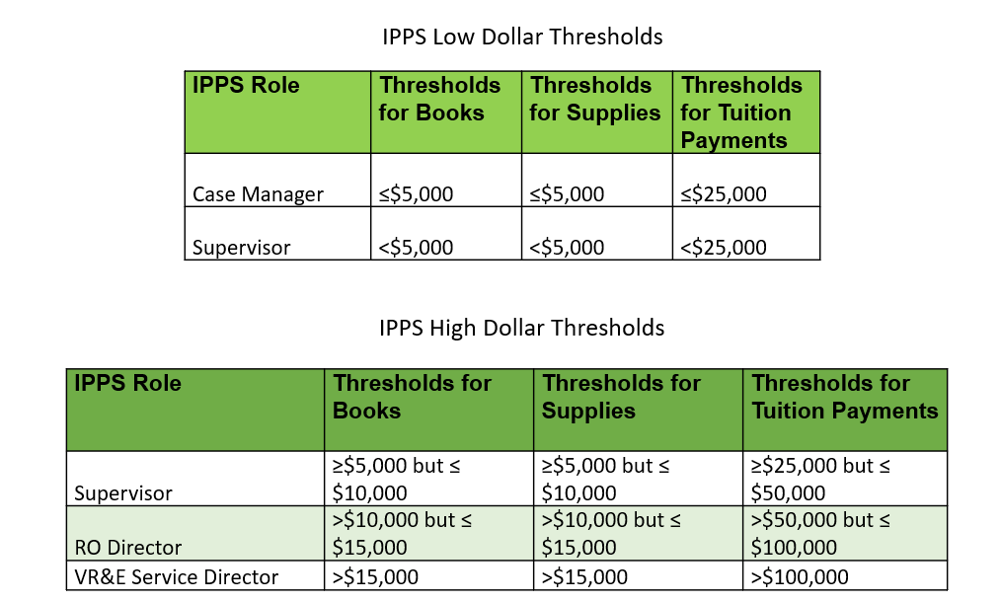 IPPS Low Dollar Thresholds
IPPS Role Thresholds for Books Thresholds for Supplies Thresholds for Tuition Payments
Case Manager ≤$5,000 ≤$5,000 ≤$25,000
Supervisor <$5,000 <$5,000 <$25,000
IPPS High Dollar Thresholds
IPPS Role Thresholds for Books Thresholds for Supplies Thresholds for Tuition Payments
Supervisor ≥$5,000 but ≤ $10,000 ≥$5,000 but ≤ $10,000 ≥$25,000 but ≤ $50,000
RO Director >$10,000 but ≤ $15,000 >$10,000 but ≤ $15,000 >$50,000 but ≤ $100,000
VR&E Service Director >$15,000 >$15,000 >$100,000